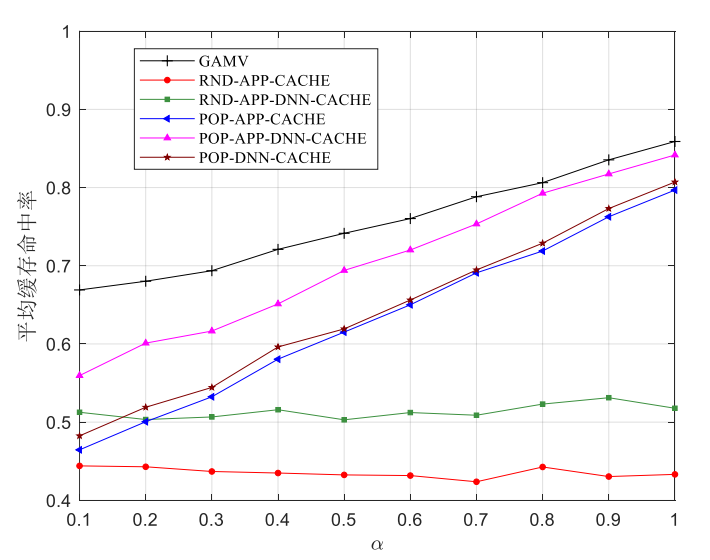 1
0.9
0.8
0.7
0.6
0.5
0.4
平均缓存命中率
GAMV
RND-APP-CACHE
RND-APP-DNN-CACHE
POP-APP-CACHE
POP-APP-DNN-CACHE
POP-DNN-CACHE
0.1 0.2 0.3 0.4 0.5 0.6 0.7 0.8 0.9 1
α